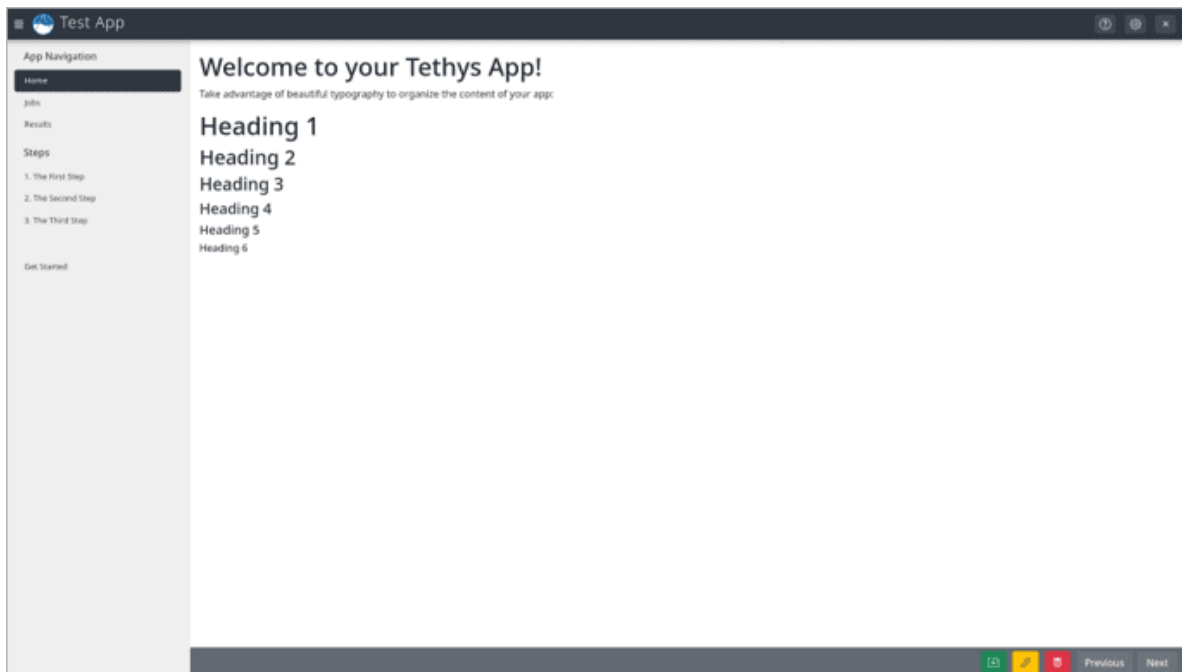 Test App
App Navigation
Home
Jobs
Results
Steps
1. The First Step
2. The Second Step
3. The Third Step
Get Started
Welcome to your Tethys App!
Take advantage of beautiful typography to organize the content of your app:
Heading 1
Heading 2
Heading 3
Heading 4
Heading 5
Heading 6
Previous Next